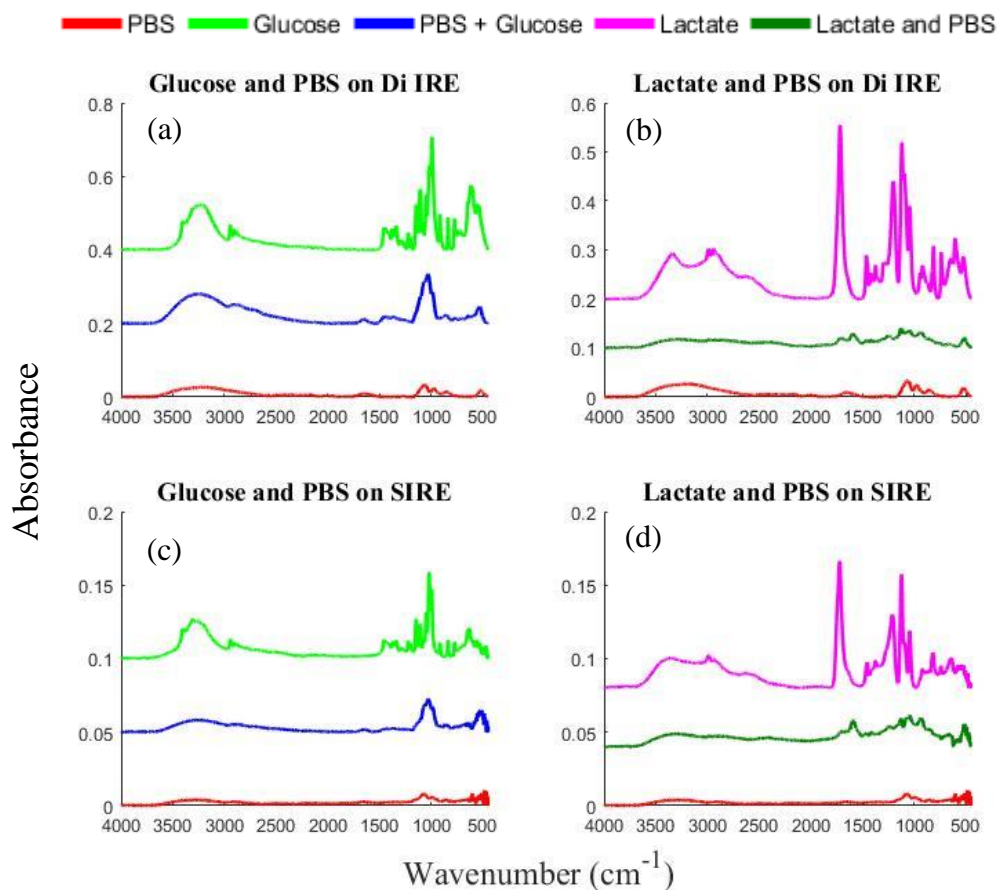 PBS Glucose PBS + Glucose Lactate Lactate and PBS
Glucose and PBS on Di IRE
(a)
0.8
0.6
0.4
0.2
0
4000 3500 3000 2500 2000 1500 1000 500
Lactate and PBS on Di IRE
(b)
0.6
0.5
0.4
0.3
0.2
0.1
0
4000 3500 3000 2500 2000 1500 1000 500
Absorbance
Glucose and PBS on SIRE
(c)
0.2
0.15
0.1
0.05
0
4000 3500 3000 2500 2000 1500 1000 500
Lactate and PBS on SIRE
(d)
0.2
0.15
0.1
0.05
0
4000 3500 3000 2500 2000 1500 1000 500
Wavenumber (cm⁻¹)